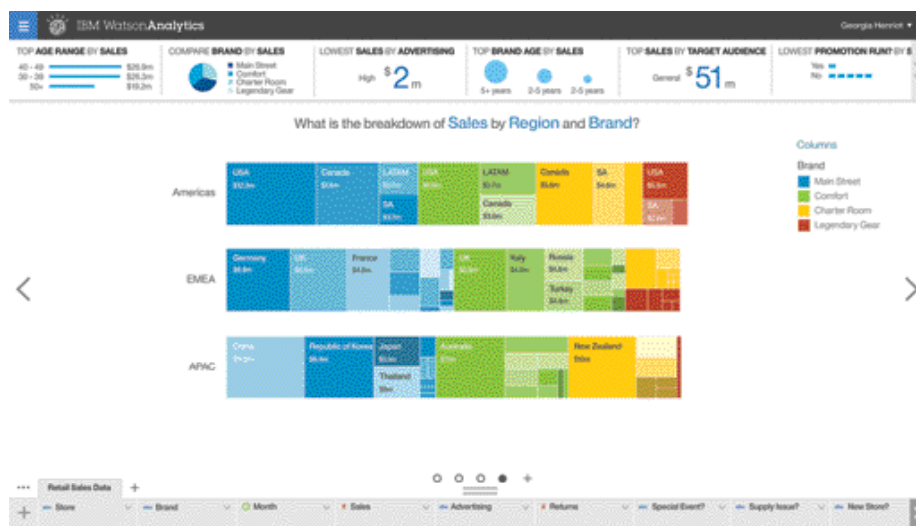 IBM Watson Analytics
Georgia Henriot
TOP AGE RANGE BY SALES
40 - 49 $26.9m
30 - 39 $26.3m
50+ $19.2m
COMPARE BRAND BY SALES
Main Street
Comfort
Charter Room
Legendary Gear
LOWEST SALES BY ADVERTISING
High $2m
TOP BRAND AGE BY SALES
5+ years 2-5 years 2-5 years
TOP SALES BY TARGET AUDIENCE
General $51m
LOWEST PROMOTION RUN? BY S
Yes
No
What is the breakdown of Sales by Region and Brand?
Columns
Brand
Main Street
Comfort
Charter Room
Legendary Gear
Americas
USA Canada LATAM USA LATAM Canada SA USA
SA Canada SA
EMEA
Germany UK France UK Italy Russia
Turkey
APAC
China Republic of Korea Japan Australia New Zealand
Thailand
Retail Sales Data +
Store Brand Month # Sales Advertising # Returns Special Event? Supply Issue? New Store?